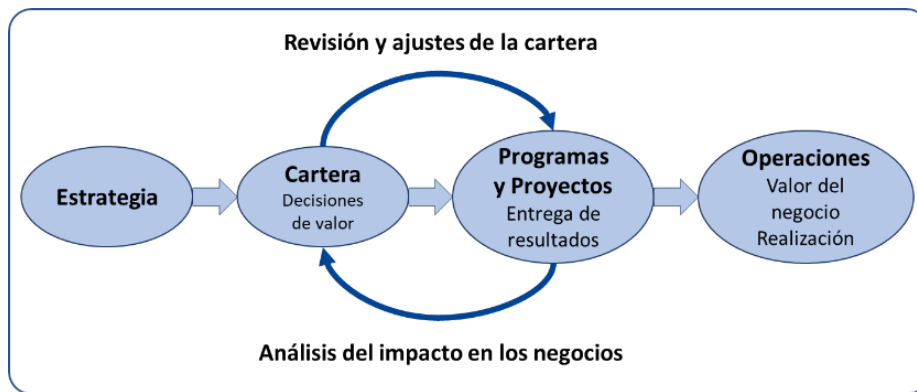 Revisión y ajustes de la cartera
Estrategia
Cartera
Decisiones
de valor
Programas
y Proyectos
Entrega de
resultados
Operaciones
Valor del
negocio
Realización
Análisis del impacto en los negocios